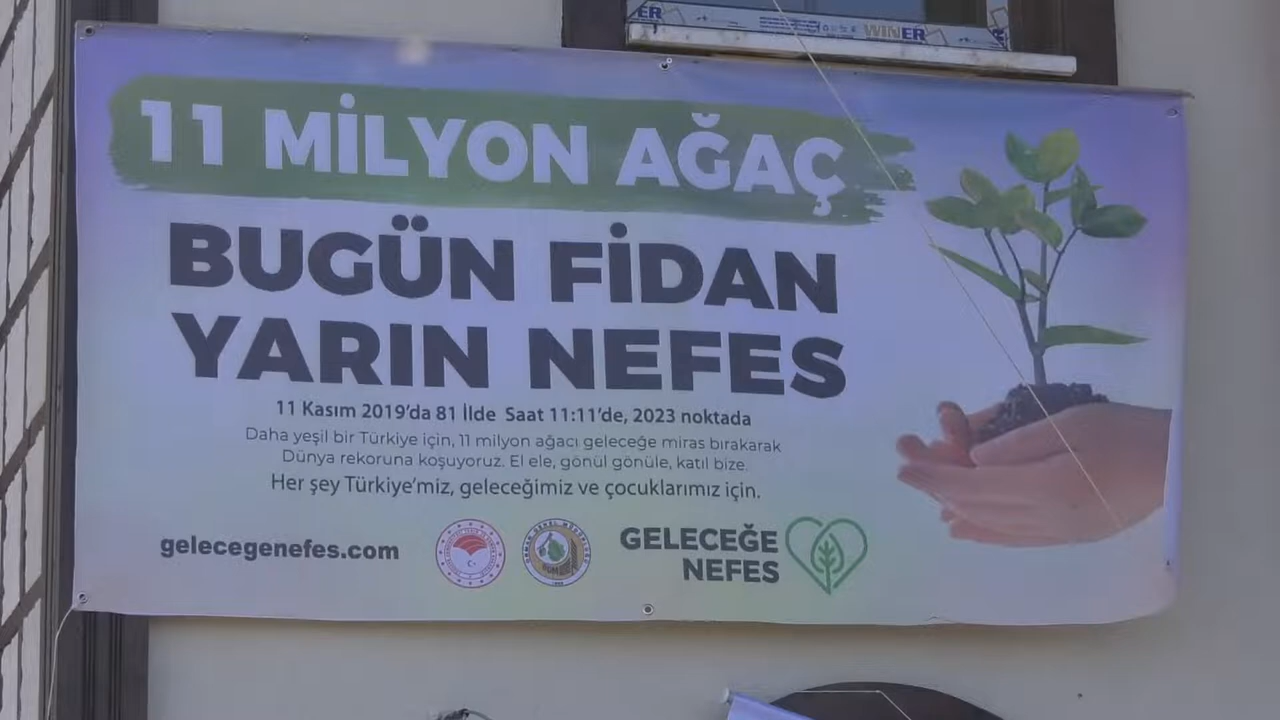 ER
WINER
11 MİLYON AĞAÇ
BUGÜN FİDAN
YARIN NEFES
11 Kasım 2019'da 81 İlde Saat 11:11'de, 2023 noktada
Daha yeşil bir Türkiye için, 11 milyon ağacı geleceğe miras bırakarak
Dünya rekoruna koşuyoruz. El ele, gönül gönüle, katıl bize.
Her şey Türkiye'miz, geleceğimiz ve çocuklarımız için.
gelecegenefes.com
GELECEĞE
NEFES